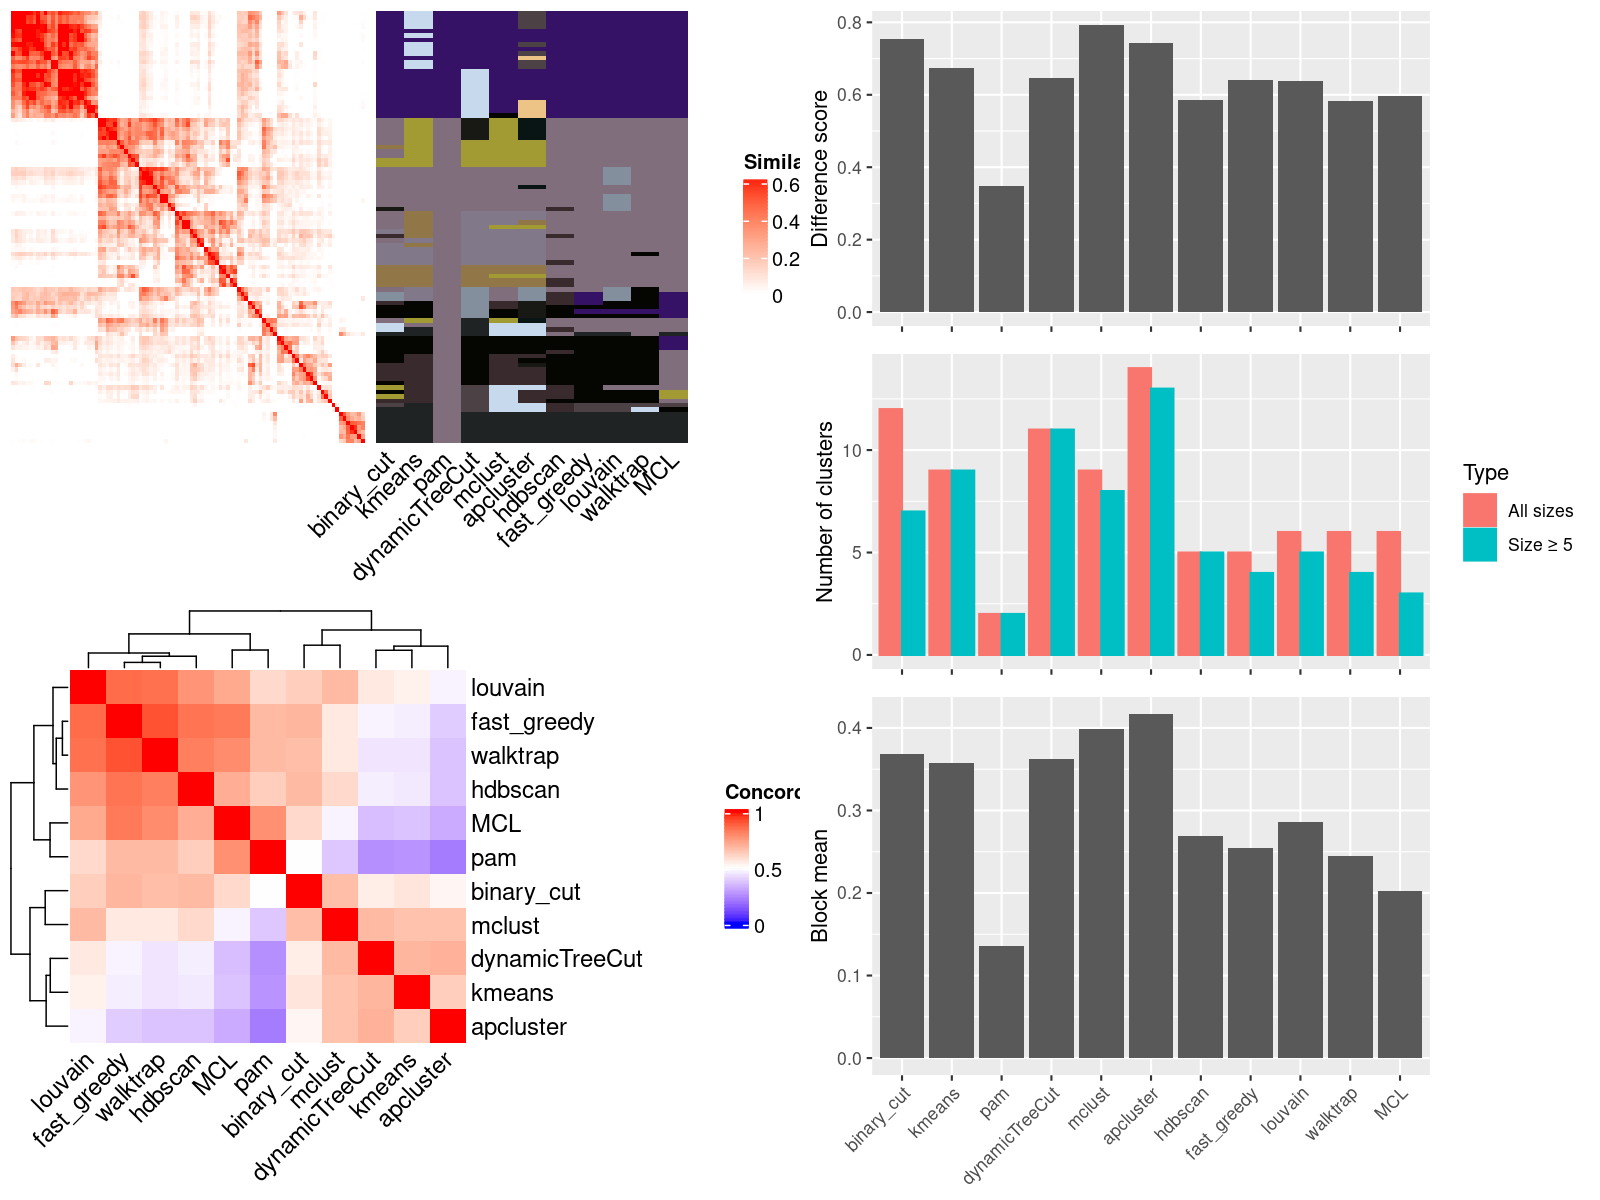 Simila
0.6
0.4
0.2
0
binary_cut
kmeans
pam
dynamicTreeCut
mclust
apcluster
hdbscan
fast_greedy
louvain
walktrap
MCL
Difference score
0.8
0.6
0.4
0.2
0.0
Number of clusters
10
5
0
Type
All sizes
Size ≥ 5
louvain
fast_greedy
walktrap
hdbscan
MCL
pam
binary_cut
mclust
dynamicTreeCut
kmeans
apcluster
louvain
fast_greedy
walktrap
hdbscan
MCL
pam
binary_cut
mclust
dynamicTreeCut
kmeans
apcluster
Concord
1
0.5
0
Block mean
0.4
0.3
0.2
0.1
0.0
binary_cut
kmeans
pam
dynamicTreeCut
mclust
apcluster
hdbscan
fast_greedy
louvain
walktrap
MCL